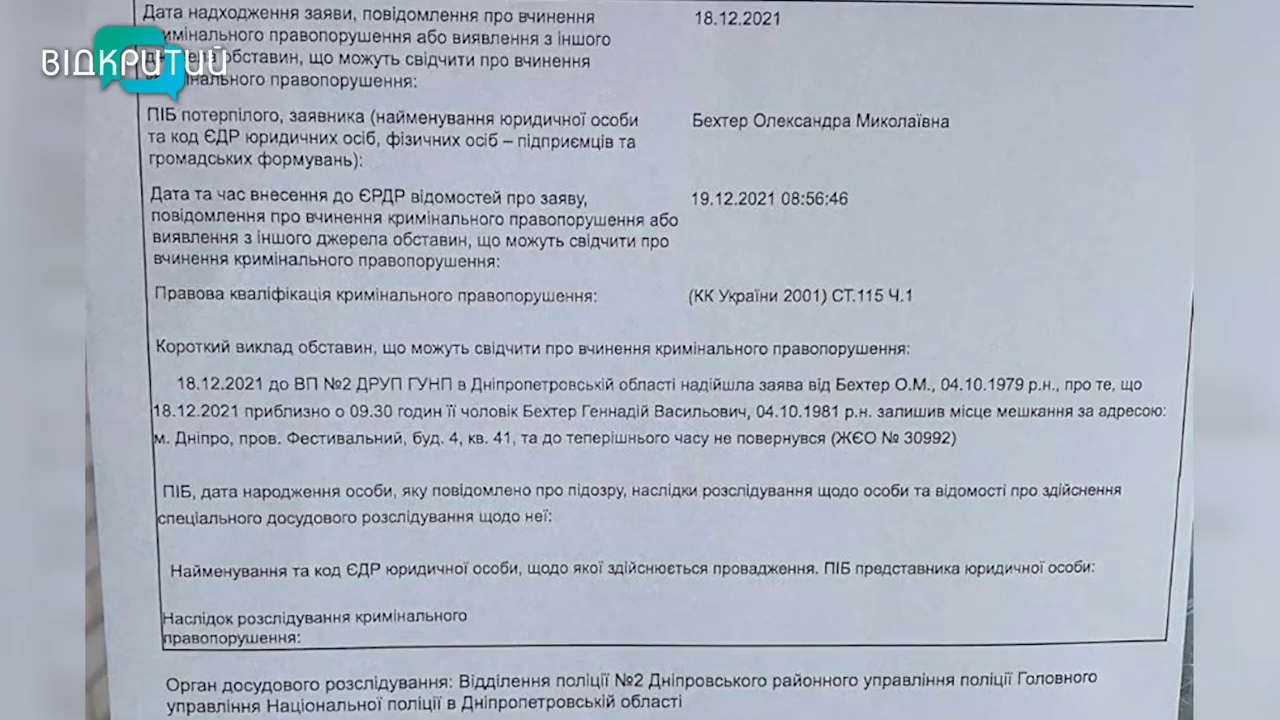 ВІДКРИТИЙ
Дата надходження заяви, повідомлення про вчинення
кримінального правопорушення або виявлення з іншого
джерела обставин, що можуть свідчити про вчинення
кримінального правопорушення:
18.12.2021
ПІБ потерпілого, заявника (найменування юридичної особи
та код ЄДР юридичних осіб, фізичних осіб – підприємців та
громадських формувань):
Бехтер Олександра Миколаївна
Дата та час внесення до ЄРДР відомостей про заяву,
повідомлення про вчинення кримінального правопорушення або
виявлення з іншого джерела обставин, що можуть свідчити про
вчинення кримінального правопорушення:
19.12.2021 08:56:46
Правова кваліфікація кримінального правопорушення:
(КК України 2001) СТ.115 Ч.1
Короткий виклад обставин, що можуть свідчити про вчинення кримінального правопорушення:
18.12.2021 до ВП №2 ДРУП ГУНП в Дніпропетровській області надійшла заява від Бехтер О.М., 04.10.1979 р.н., про те, що
18.12.2021 приблизно о 09.30 годин її чоловік Бехтер Геннадій Васильович, 04.10.1981 р.н. залишив місце мешкання за адресою:
м. Дніпро, пров. Фестивальний, буд. 4, кв. 41, та до теперішнього часу не повернувся (ЖЄО № 30992)
ПІБ, дата народження особи, яку повідомлено про підозру, наслідки розслідування щодо особи та відомості про здійснення
спеціального досудового розслідування щодо неї:
Найменування та код ЄДР юридичної особи, щодо якої здійснюється провадження. ПІБ представника юридичної особи:
Наслідок розслідування кримінального
правопорушення:
Орган досудового розслідування: Відділення поліції №2 Дніпровського районного управління поліції Головного
управління Національної поліції в Дніпропетровській області